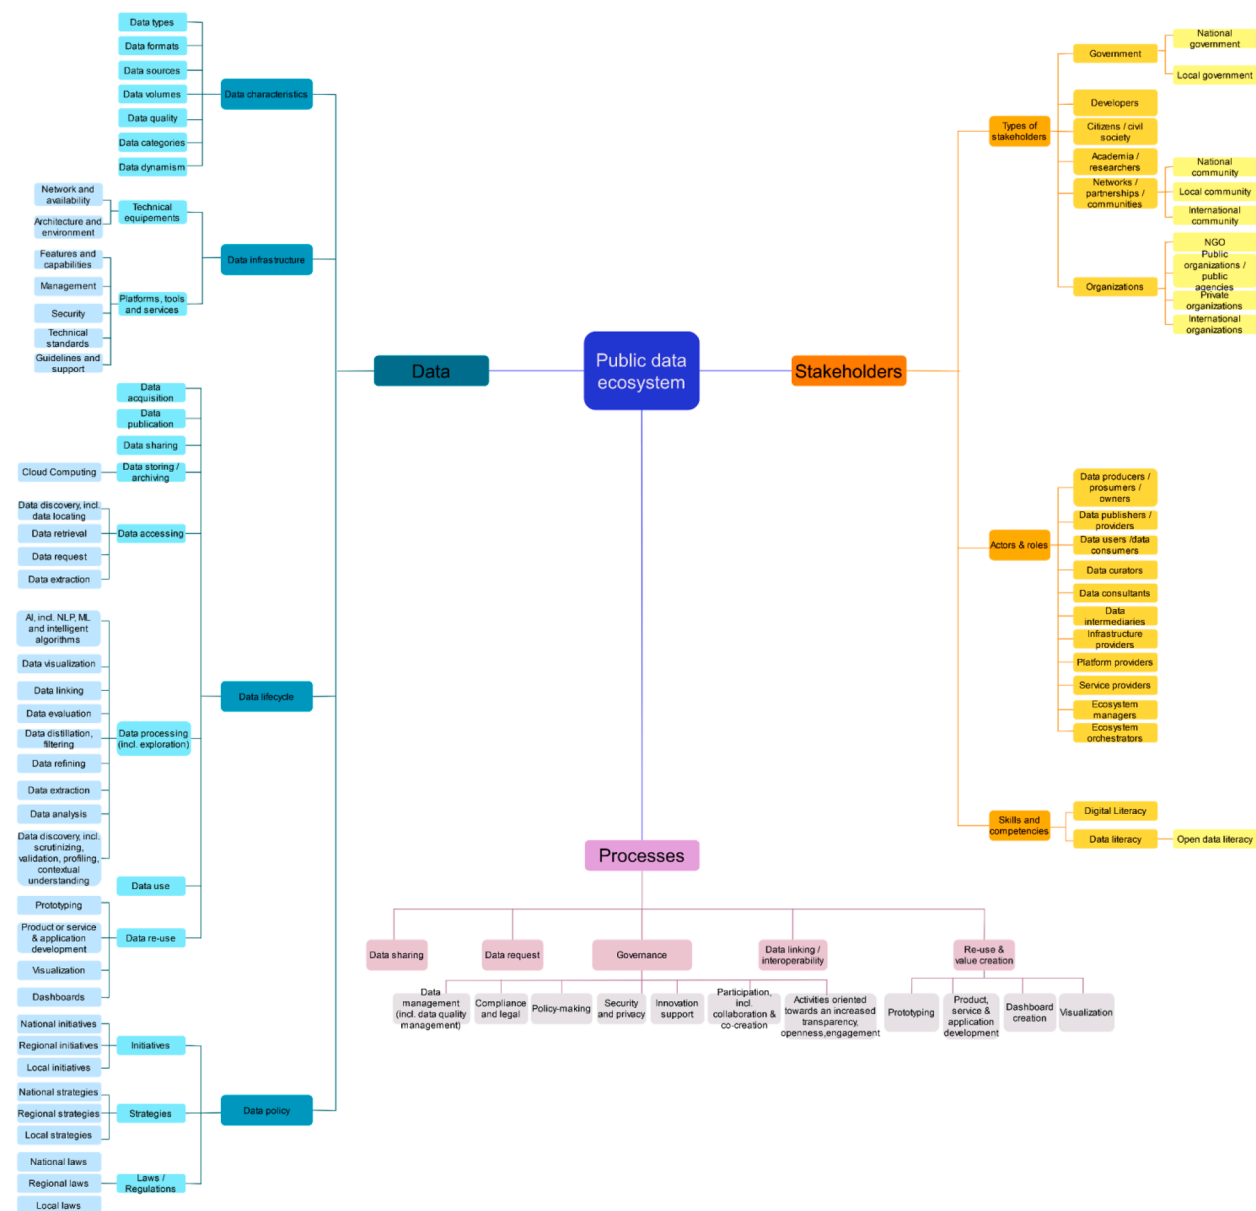 Public data
ecosystem
Data
Data characteristics
Data types
Data formats
Data sources
Data volumes
Data quality
Data categories
Data dynamism
Data infrastructure
Technical
equipements
Network and
availability
Architecture and
environment
Platforms, tools
and services
Features and
capabilities
Management
Security
Technical
standards
Guidelines and
support
Data lifecycle
Data
acquisition
Data
publication
Data sharing
Data storing /
archiving
Cloud Computing
Data accessing
Data discovery, incl.
data locating
Data retrieval
Data request
Data extraction
Data processing
(incl. exploration)
AI, incl. NLP, ML
and intelligent
algorithms
Data visualization
Data linking
Data evaluation
Data distillation,
filtering
Data refining
Data extraction
Data analysis
Data discovery, incl.
scrutinizing,
validation, profiling,
contextual
understanding
Data use
Data re-use
Prototyping
Product or service
& application
development
Visualization
Dashboards
Data policy
Initiatives
National initiatives
Regional initiatives
Local initiatives
Strategies
National strategies
Regional strategies
Local strategies
Laws /
Regulations
National laws
Regional laws
Local laws
Stakeholders
Types of
stakeholders
Government
National
government
Local government
Developers
Citizens / civil
society
Academia /
researchers
Networks /
partnerships /
communities
National
community
Local community
International
community
Organizations
NGO
Public
organizations /
public
agencies
Private
organizations
International
organizations
Actors & roles
Data producers /
prosumers /
owners
Data publishers /
providers
Data users /data
consumers
Data curators
Data consultants
Data
intermediaries
Infrastructure
providers
Platform providers
Service providers
Ecosystem
managers
Ecosystem
orchestrators
Skills and
competencies
Digital Literacy
Data literacy
Open data literacy
Processes
Data sharing
Data request
Governance
Data linking /
interoperability
Re-use &
value creation
Data
management
(incl. data quality
management)
Compliance
and legal
Policy-making
Security
and privacy
Innovation
support
Participation,
incl.
collaboration &
co-creation
Activities oriented
towards an increased
transparency,
openness,engagement
Prototyping
Product,
service &
application
development
Dashboard
creation
Visualization